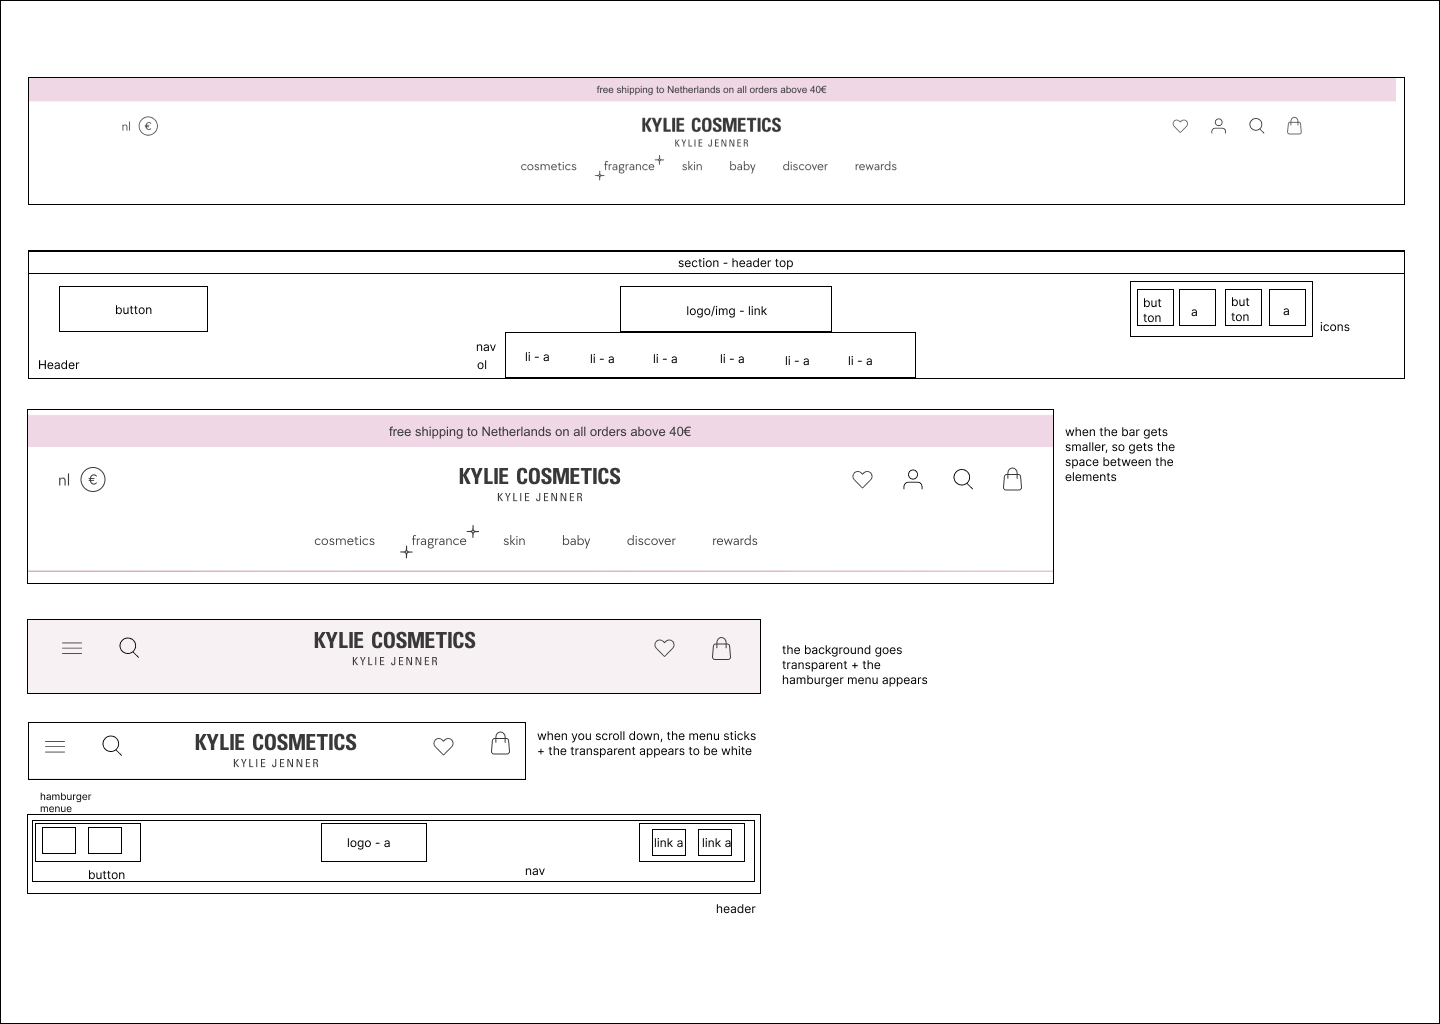 free shipping to Netherlands on all orders above 40€
nl €
KYLIE COSMETICS
KYLIE JENNER
cosmetics fragrance skin baby discover rewards
section - header top
button
logo/img - link
but
ton
a
but
ton
a
icons
Header
nav
ol
li - a li - a li - a li - a li - a li - a
free shipping to Netherlands on all orders above 40€
nl €
KYLIE COSMETICS
KYLIE JENNER
cosmetics fragrance skin baby discover rewards
when the bar gets
smaller, so gets the
space between the
elements
KYLIE COSMETICS
KYLIE JENNER
the background goes
transparent + the
hamburger menu appears
KYLIE COSMETICS
KYLIE JENNER
when you scroll down, the menu sticks
+ the transparent appears to be white
hamburger
menue
logo - a
link a link a
button
nav
header